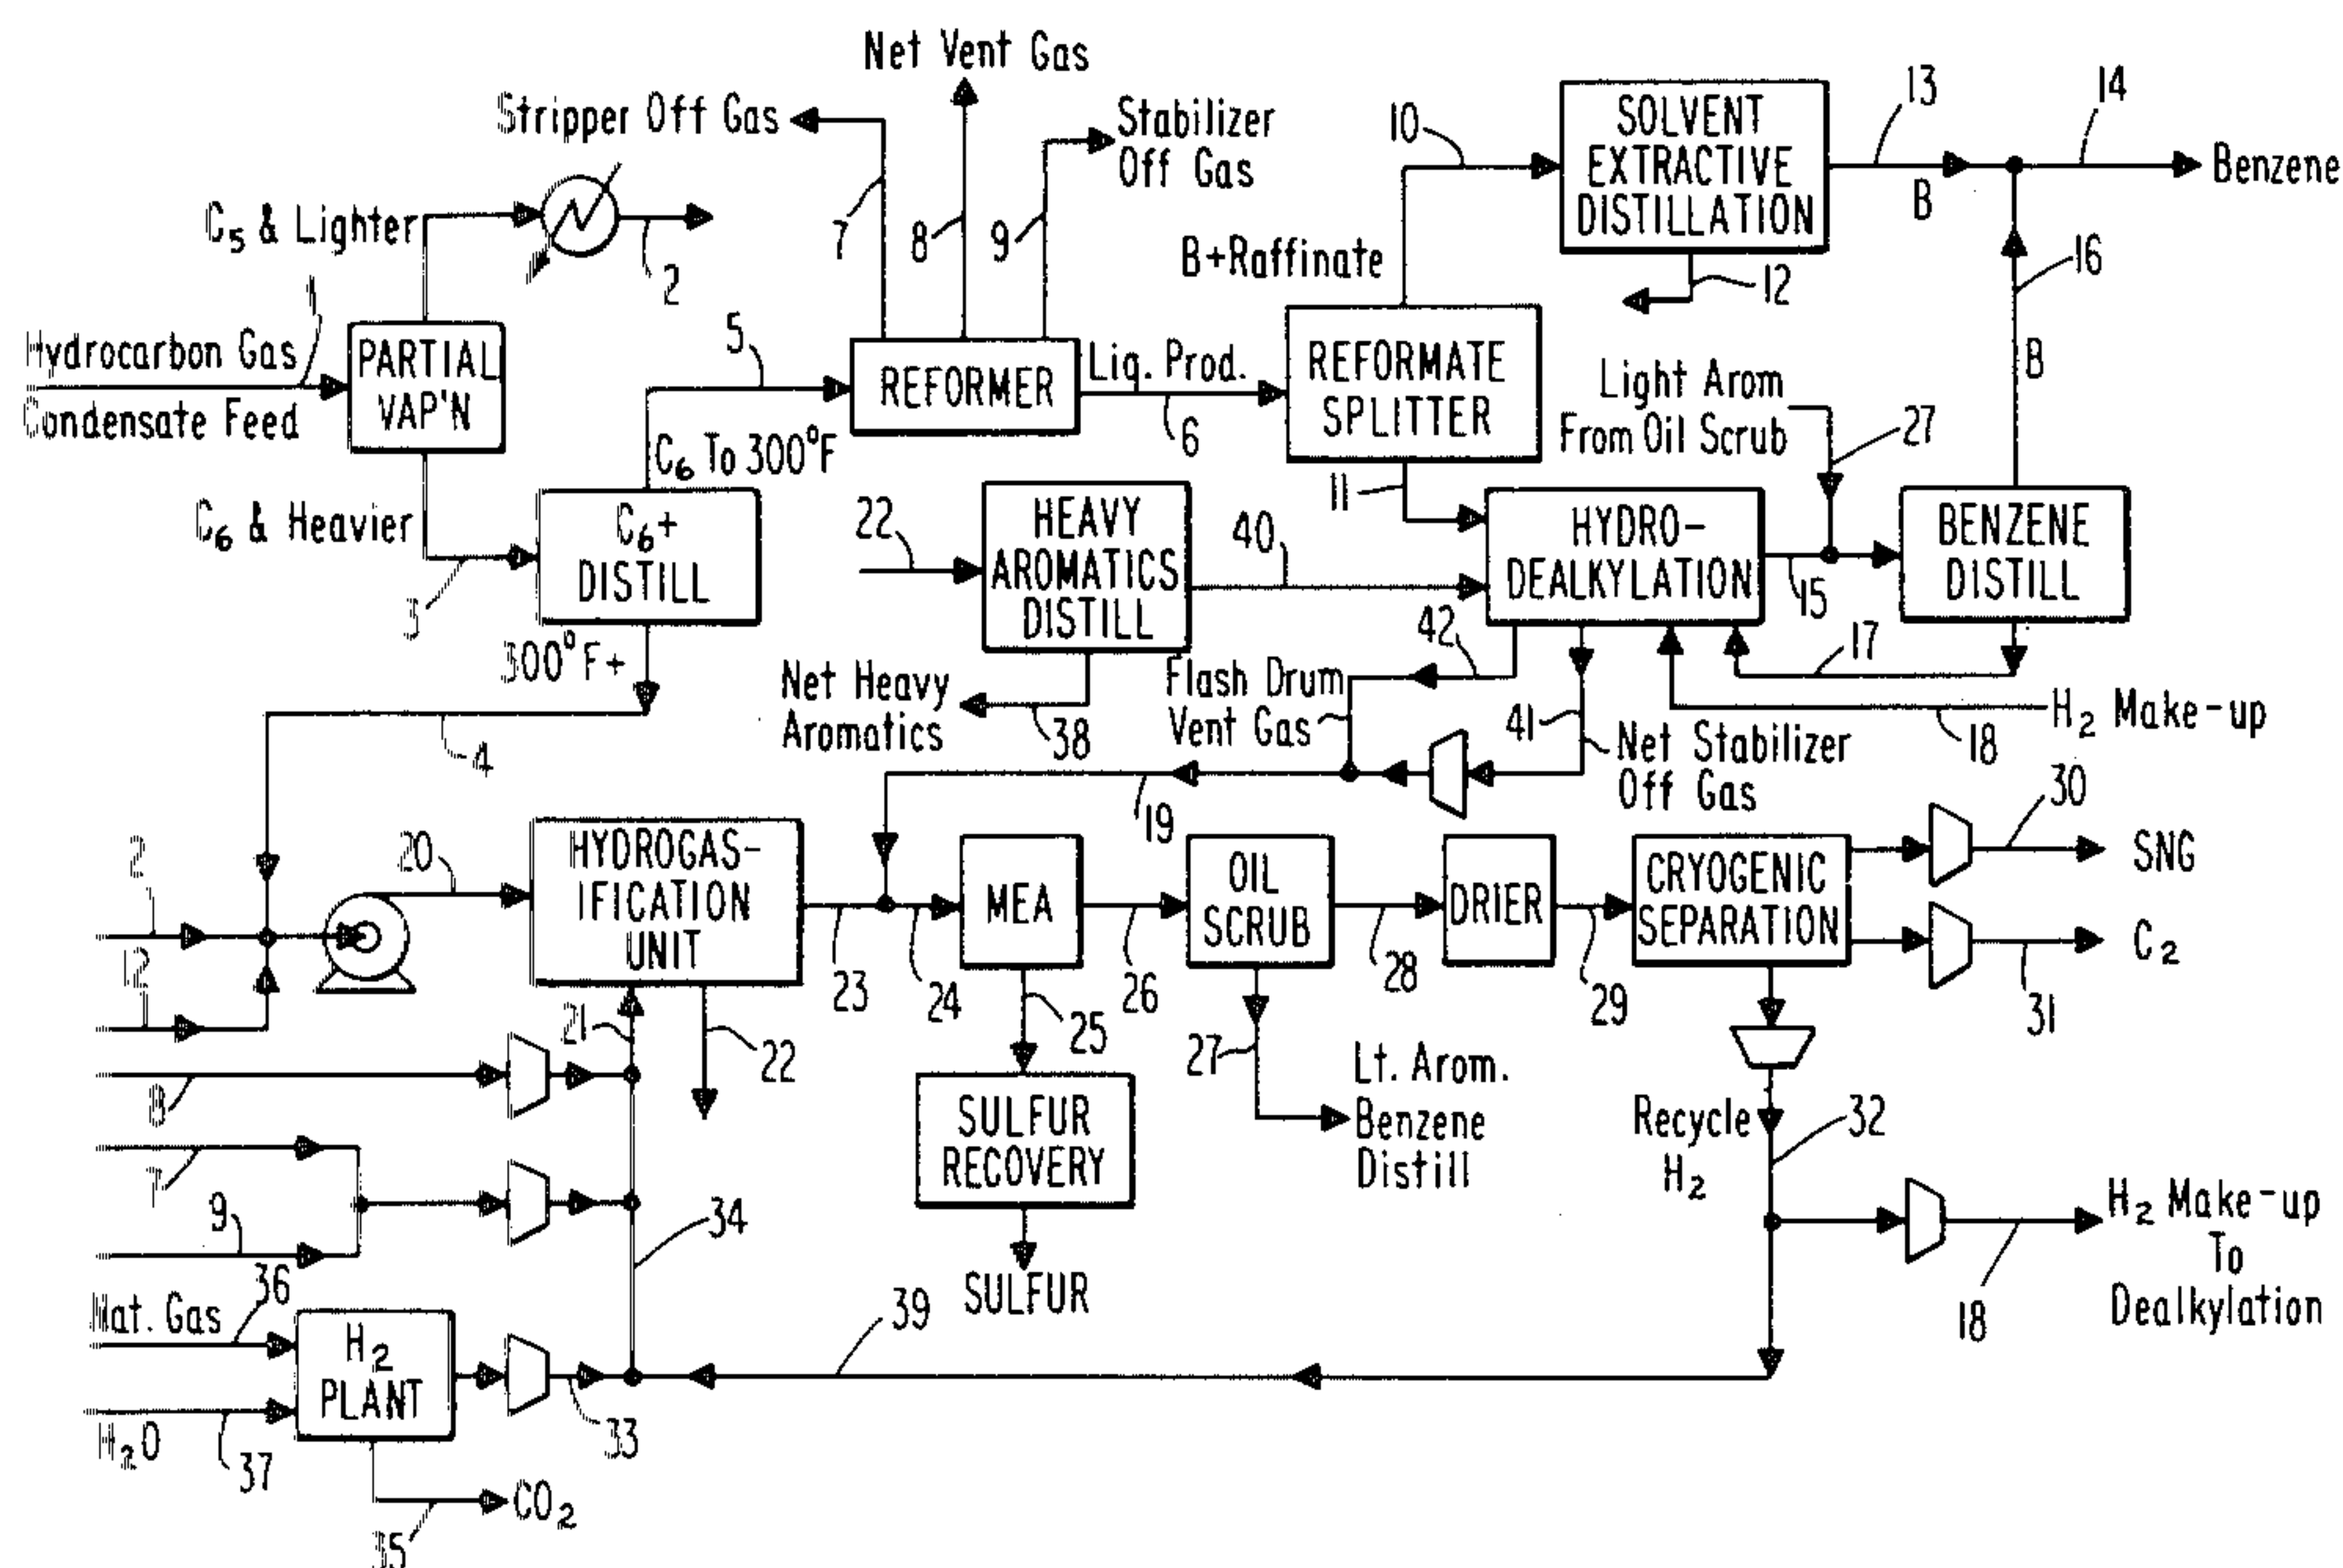 Net Vent Gas
Stripper Off Gas
Stabilizer
Off Gas
C5 & Lighter
2
7
8
9
10
SOLVENT
EXTRACTIVE
DISTILLATION
13
B
14
Benzene
12
16
B
B+Raffinate
1
Hydrocarbon Gas
Condensate Feed
PARTIAL
VAP'N
5
REFORMER
Liq. Prod.
6
REFORMATE
SPLITTER
Light Arom
From Oil Scrub
27
C6 & Heavier
3
C6 To 300°F
C6+
DISTILL
300°F+
4
22
HEAVY
AROMATICS
DISTILL
40
11
HYDRO-
DEALKYLATION
15
BENZENE
DISTILL
17
Net Heavy
Aromatics
38
Flash Drum
Vent Gas
42
41
Net Stabilizer
Off Gas
18
H2 Make-up
19
2
12
20
HYDROGAS-
IFICATION
UNIT
23
24
MEA
26
OIL
SCRUB
28
DRIER
29
CRYOGENIC
SEPARATION
30
SNG
C2
31
21
22
25
27
Lt. Arom.
Benzene
Distill
8
7
9
SULFUR
RECOVERY
SULFUR
Recycle
H2
32
34
H2 Make-up
To
Dealkylation
18
Nat. Gas
36
H2
PLANT
33
39
H2O
37
35
CO2